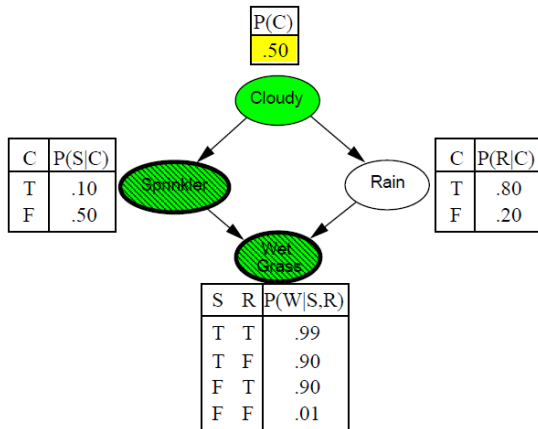 P(C)
.50
Cloudy
C P(S|C)
T .10
F .50
Sprinkler
Rain
C P(R|C)
T .80
F .20
Wet
Grass
S R P(W|S,R)
T T .99
T F .90
F T .90
F F .01